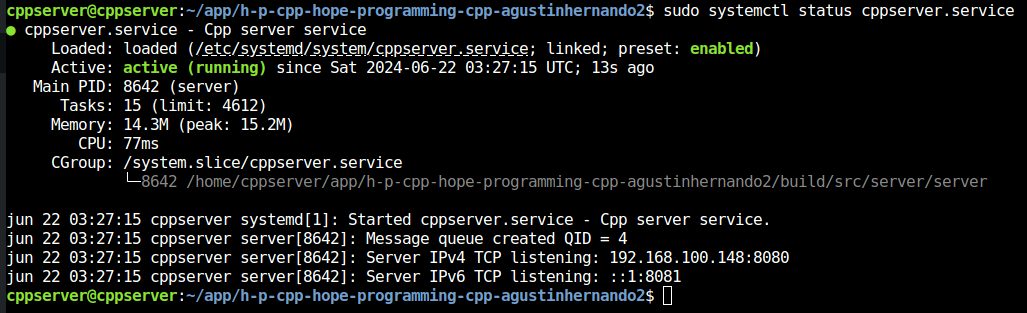 cppserver@cppserver:~/app/h-p-cpp-hope-programming-cpp-agustinhernando2$ sudo systemctl status cppserver.service
● cppserver.service - Cpp server service
Loaded: loaded (/etc/systemd/system/cppserver.service; linked; preset: enabled)
Active: active (running) since Sat 2024-06-22 03:27:15 UTC; 13s ago
Main PID: 8642 (server)
Tasks: 15 (limit: 4612)
Memory: 14.3M (peak: 15.2M)
CPU: 77ms
CGroup: /system.slice/cppserver.service
└─8642 /home/cppserver/app/h-p-cpp-hope-programming-cpp-agustinhernando2/build/src/server/server
jun 22 03:27:15 cppserver systemd[1]: Started cppserver.service - Cpp server service.
jun 22 03:27:15 cppserver server[8642]: Message queue created QID = 4
jun 22 03:27:15 cppserver server[8642]: Server IPv4 TCP listening: 192.168.100.148:8080
jun 22 03:27:15 cppserver server[8642]: Server IPv6 TCP listening: ::1:8081
cppserver@cppserver:~/app/h-p-cpp-hope-programming-cpp-agustinhernando2$